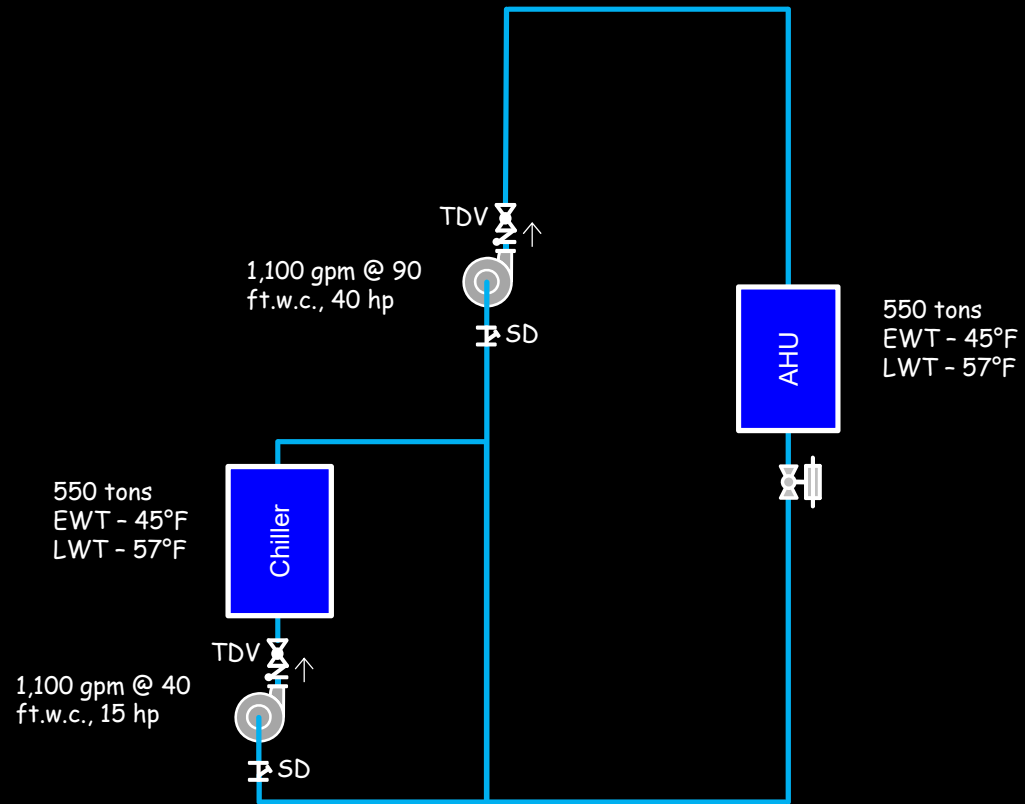 TDV
1,100 gpm @ 90
ft.w.c., 40 hp
SD
AHU
550 tons
EWT – 45°F
LWT – 57°F
550 tons
EWT – 45°F
LWT – 57°F
Chiller
TDV
1,100 gpm @ 40
ft.w.c., 15 hp
SD